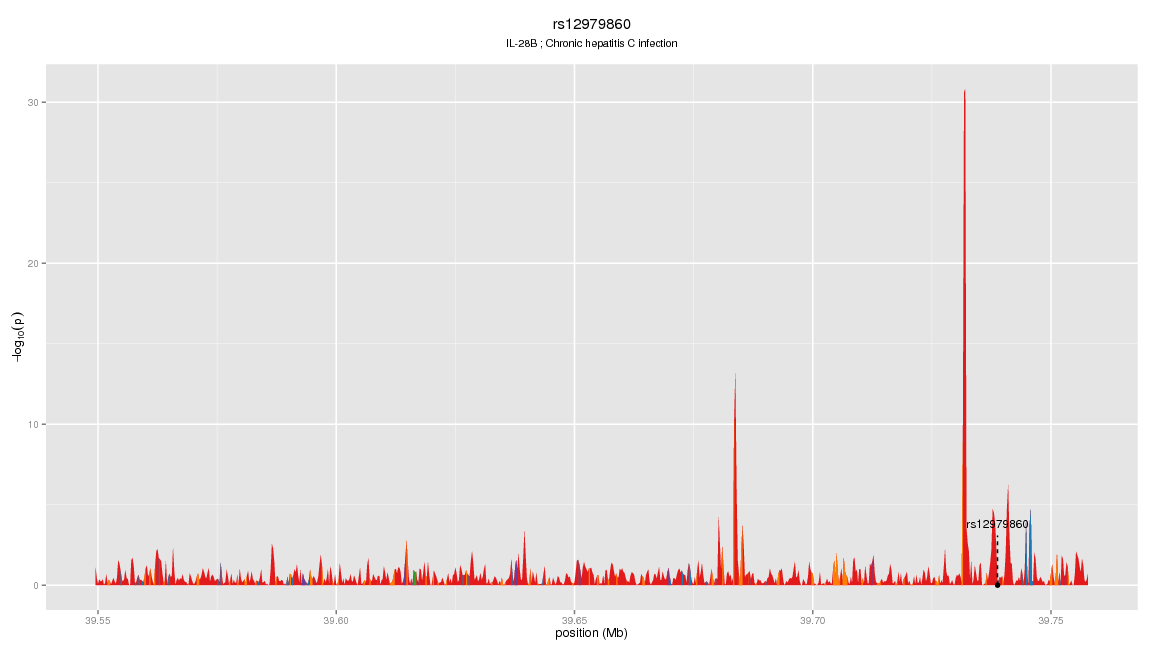 rs12979860
IL-28B ; Chronic hepatitis C infection
30
20
10
0
−log10(p)
rs12979860
39.55 39.60 39.65 39.70 39.75
position (Mb)